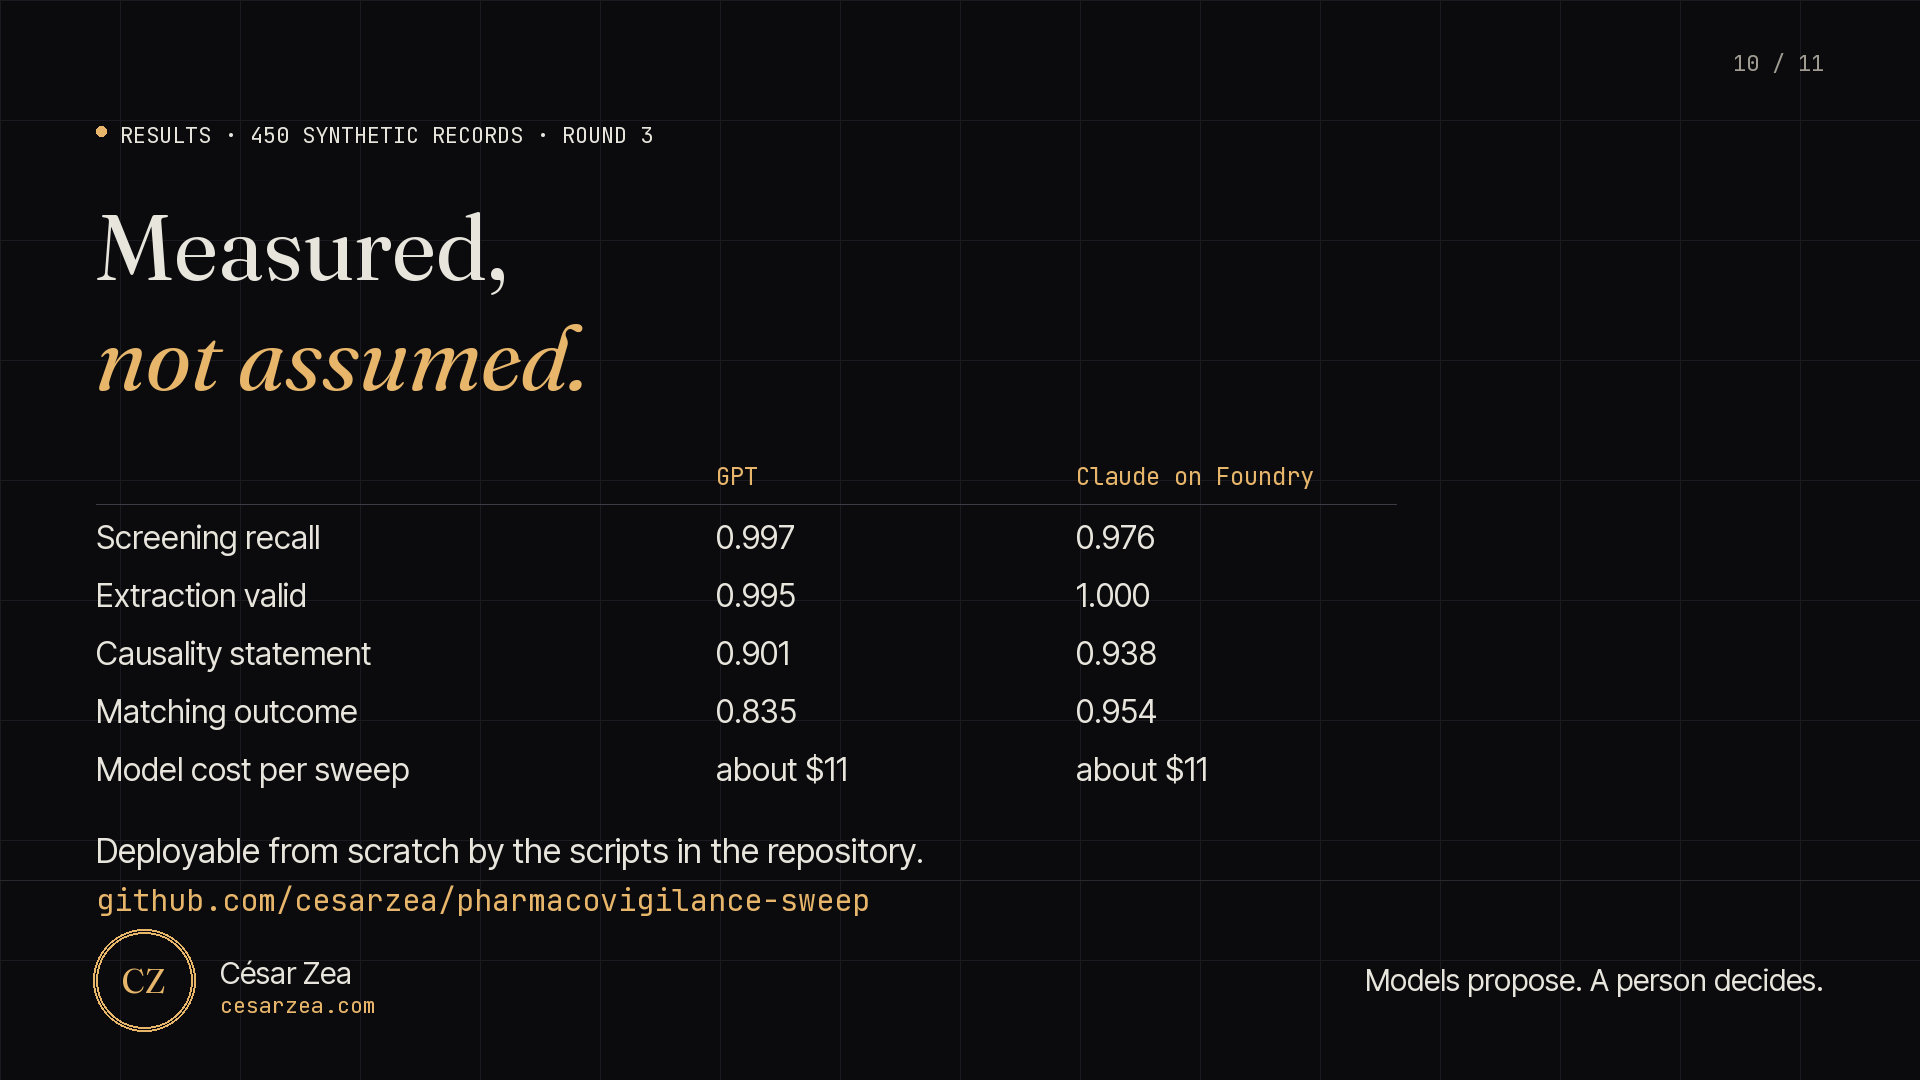 10 / 11
RESULTS · 450 SYNTHETIC RECORDS · ROUND 3
Measured,
not assumed.
GPT Claude on Foundry
Screening recall 0.997 0.976
Extraction valid 0.995 1.000
Causality statement 0.901 0.938
Matching outcome 0.835 0.954
Model cost per sweep about $11 about $11
Deployable from scratch by the scripts in the repository.
github.com/cesarzea/pharmacovigilance-sweep
CZ
César Zea
cesarzea.com
Models propose. A person decides.